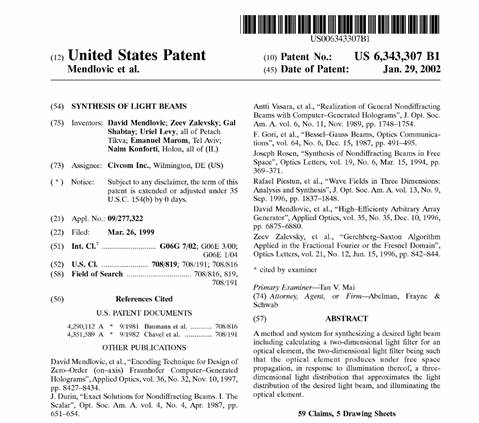 US006343307B1
(12) United States Patent
Mendlovic et al.
(10) Patent No.: US 6,343,307 B1
(45) Date of Patent: Jan. 29, 2002
(54) SYNTHESIS OF LIGHT BEAMS
(75) Inventors: David Mendlovic; Zeev Zalevsky; Gal
Shabtay; Uriel Levy, all of Petach
Tikva; Emanuel Marom, Tel Aviv;
Naim Konforti, Holon, all of (IL)
(73) Assignee: Civcom Inc., Wilmington, DE (US)
(*) Notice: Subject to any disclaimer, the term of this
patent is extended or adjusted under 35
U.S.C. 154(b) by 0 days.
(21) Appl. No.: 09/277,322
(22) Filed: Mar. 26, 1999
(51) Int. Cl.7 ........................ G06G 7/02; G06E 3/00;
G06E 1/04
(52) U.S. Cl. ........................ 708/819; 708/191; 708/816
(58) Field of Search ........................ 708/816, 819,
708/191
(56) References Cited
U.S. PATENT DOCUMENTS
4,290,112 A * 9/1981 Baumann et al. ............ 708/816
4,351,589 A * 9/1982 Chavel et al. ............... 708/191
OTHER PUBLICATIONS
David Mendlovic, et al., "Encoding Technique for Design of
Zero-Order (on-axis) Fraunhofer Computer-Generated
Holograms", Applied Optics, vol. 36, No. 32, Nov. 10, 1997,
pp. 8427-8434.
J. Durin, "Exact Solutions for Nondiffracting Beams. I. The
Scalar", Opt. Soc. Am. A, vol. 4, No. 4, Apr. 1987, pp.
651-654.
Antti Vasara, et al., "Realization of General Nondiffracting
Beams with Computer-Generated Holograms", J. Opt. Soc.
Am. A, vol. 6, No. 11, Nov. 1989, pp. 1748-1754.
F. Gori, et al., "Bessel-Gauss Beams, Optics Communica-
tions", vol. 64, No. 6, Dec. 15, 1987, pp. 491-495.
Joseph Rosen, "Synthesis of Nondiffracting Beams in Free
Space", Optics Letters, vol. 19, No. 6, Mar. 15, 1994, pp.
369-371.
Rafael Piestun, et al., "Wave Fields in Three Dimensions:
Analysis and Synthesis", J. Opt. Soc. Am. A, vol. 13, No. 9,
Sep. 1996, pp. 1837-1848.
David Mendlovic, et al., "High-Efficienty Arbitrary Array
Generator", Applied Optics, vol. 35, No. 35, Dec. 10, 1996,
pp. 6875-6880.
Zeev Zalevsky, et al., "Gerchberg-Saxton Algorithm
Applied in the Fractional Fourier or the Fresnel Domain",
Optics Letters, vol. 21, No. 12, Jun. 15, 1996, pp. 842-844.
* cited by examiner
Primary Examiner—Tan V. Mai
(74) Attorney, Agent, or Firm—Abelman, Frayne &
Schwab
(57) ABSTRACT
A method and system for synthesizing a desired light beam
including calculating a two-dimensional light filter for an
optical element, the two-dimensional light filter being such
that the optical element produces under free space
propagation, in response to illumination thereof, a three-
dimensional light distribution that approximates the light
distribution of the desired light beam, and illuminating the
optical element.
59 Claims, 5 Drawing Sheets